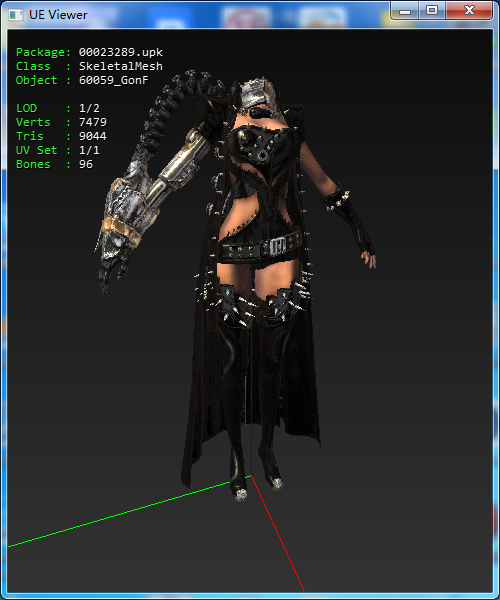 UE Viewer
Package: 00023289.upk
Class : SkeletalMesh
Object : 60059_GonF
LOD : 1/2
Verts : 7479
Tris : 9044
UV Set : 1/1
Bones : 96